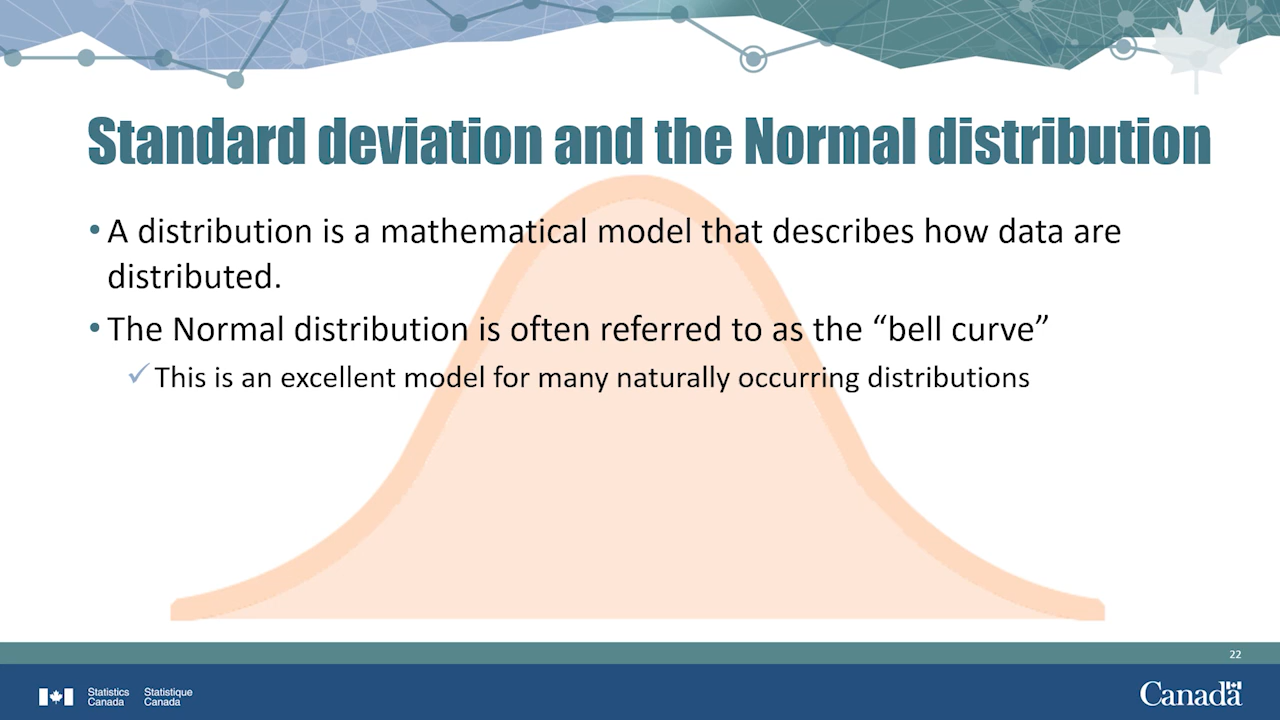 Standard deviation and the Normal distribution
• A distribution is a mathematical model that describes how data are
distributed.
• The Normal distribution is often referred to as the “bell curve”
✓ This is an excellent model for many naturally occurring distributions
22
Statistics Statistique
Canada Canada
Canada